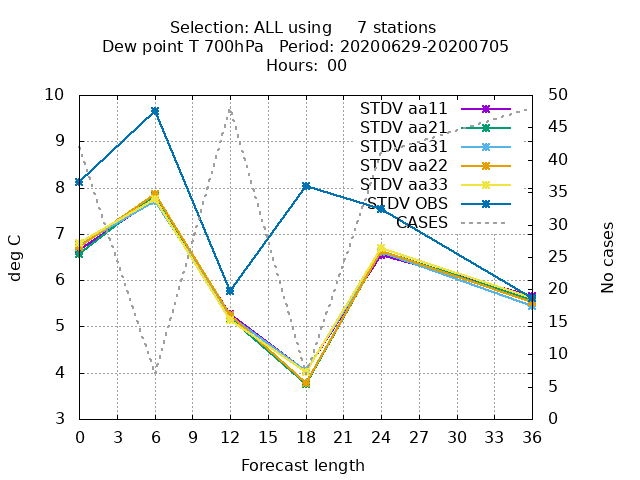 Selection: ALL using     7 stations
Dew point T 700hPa   Period: 20200629-20200705
Hours:  00
10
9
8
7
6
5
4
3
deg C
STDV aa11
STDV aa21
STDV aa31
STDV aa22
STDV aa33
STDV OBS
CASES
50
45
40
35
30
25
20
15
10
5
0
No cases
0 3 6 9 12 15 18 21 24 27 30 33 36
Forecast length